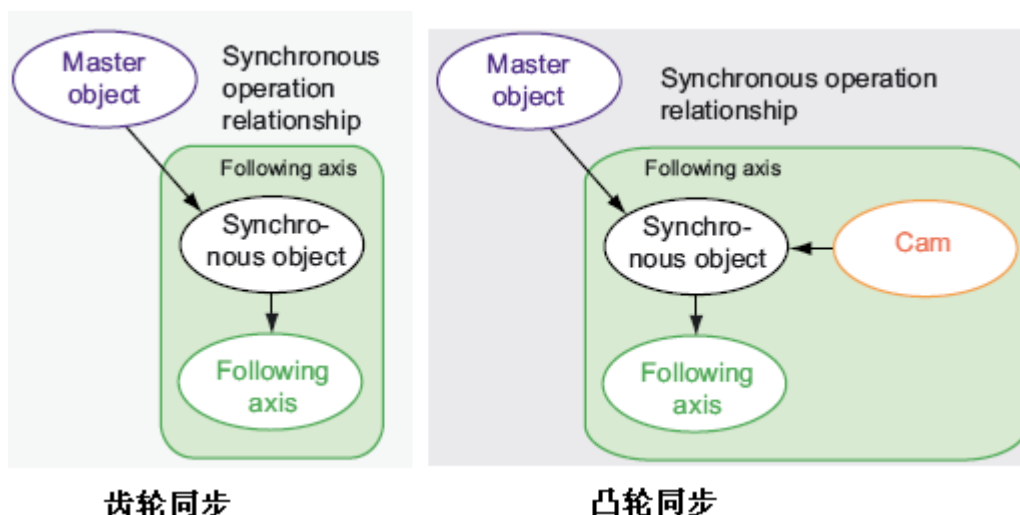 Master
object
Synchronous
operation
relationship
Following axis
Synchro-
nous object
Following
axis
齿轮同步
Master
object
Synchronous operation
relationship
Following axis
Synchro-
nous object
Cam
Following
axis
凸轮同步